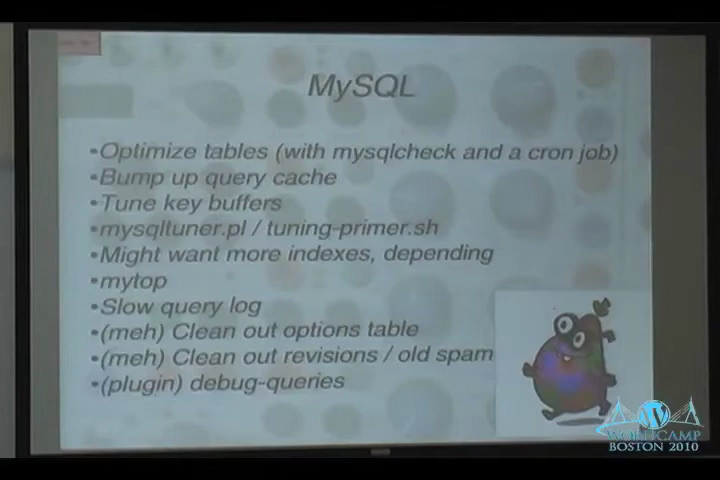 MySQL
•Optimize tables (with mysqlcheck and a cron job)
•Bump up query cache
•Tune key buffers
•mysqltuner.pl / tuning-primer.sh
•Might want more indexes, depending
•mytop
•Slow query log
•(meh) Clean out options table
•(meh) Clean out revisions / old spam
•(plugin) debug-queries
WORDCAMP
BOSTON 2010